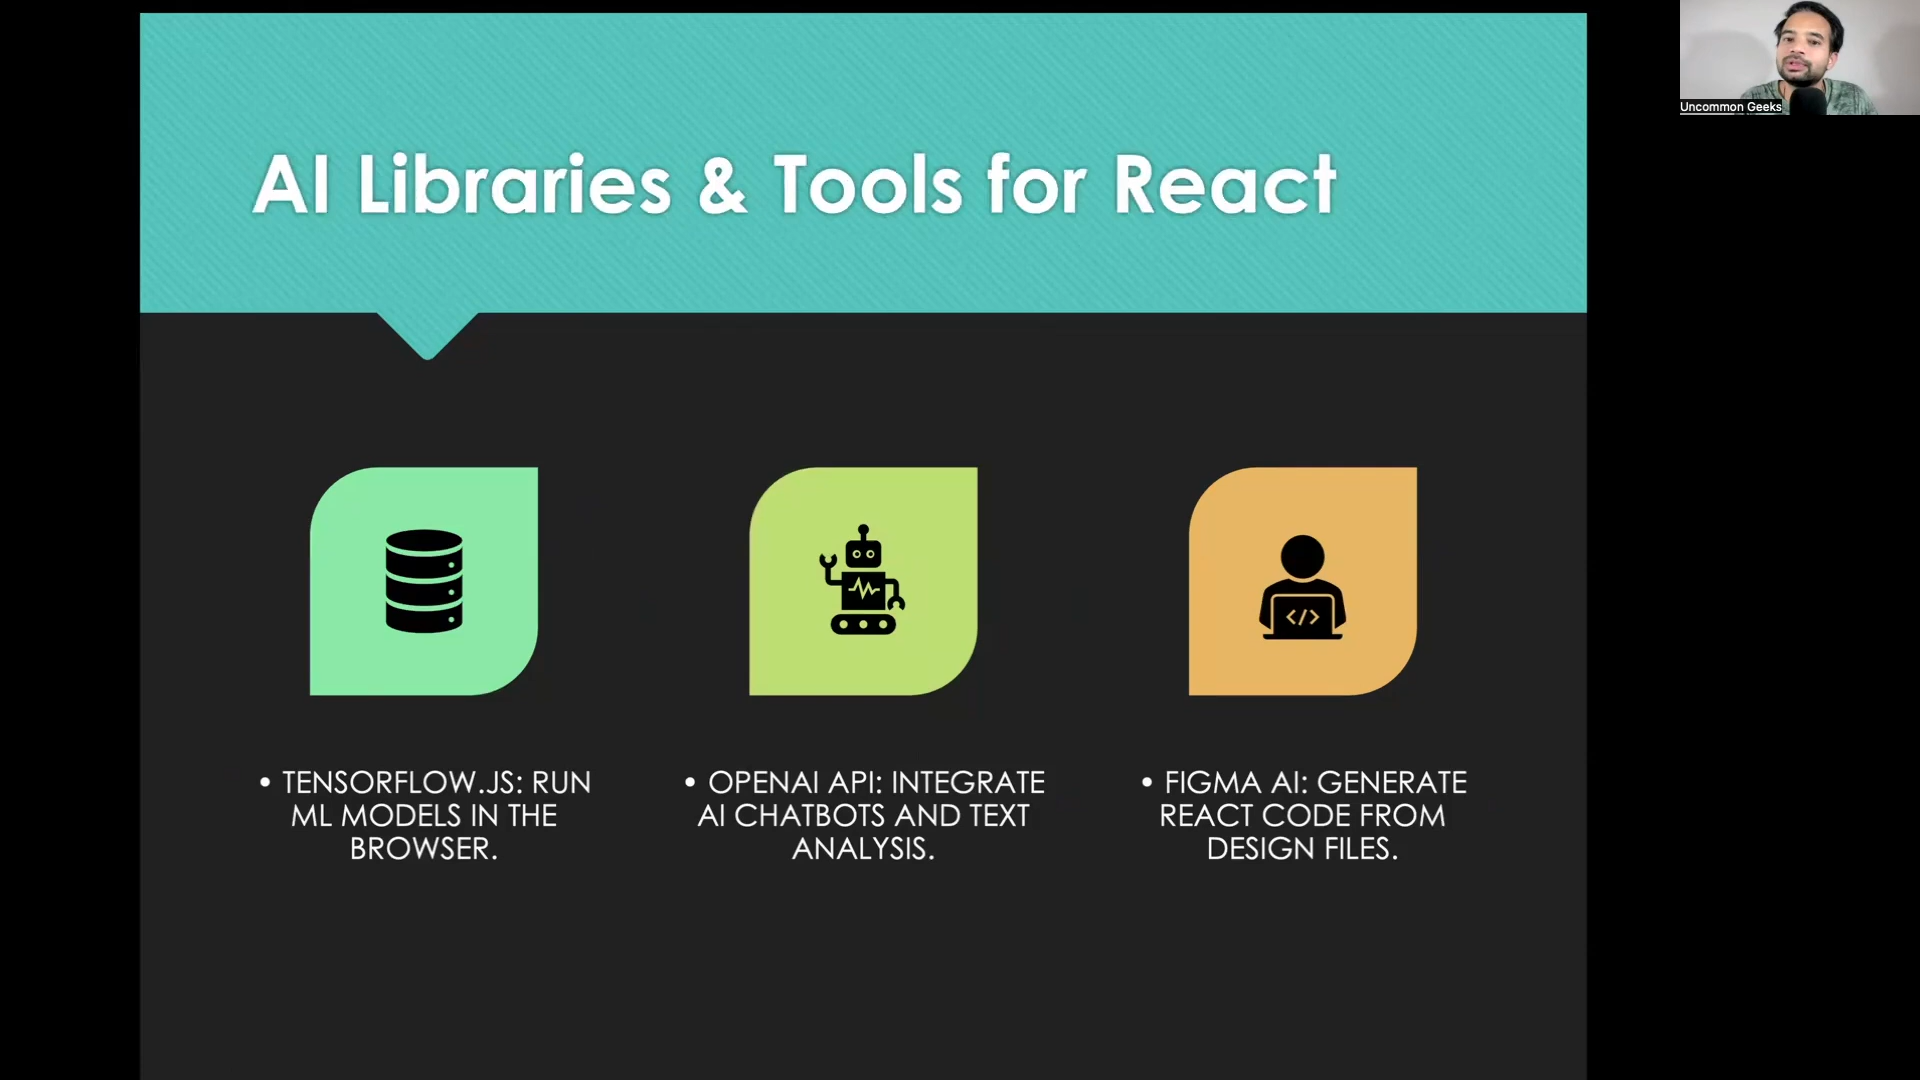 Uncommon Geeks
AI Libraries & Tools for React
</>
• TENSORFLOW.JS: RUN
ML MODELS IN THE
BROWSER.
• OPENAI API: INTEGRATE
AI CHATBOTS AND TEXT
ANALYSIS.
• FIGMA AI: GENERATE
REACT CODE FROM
DESIGN FILES.